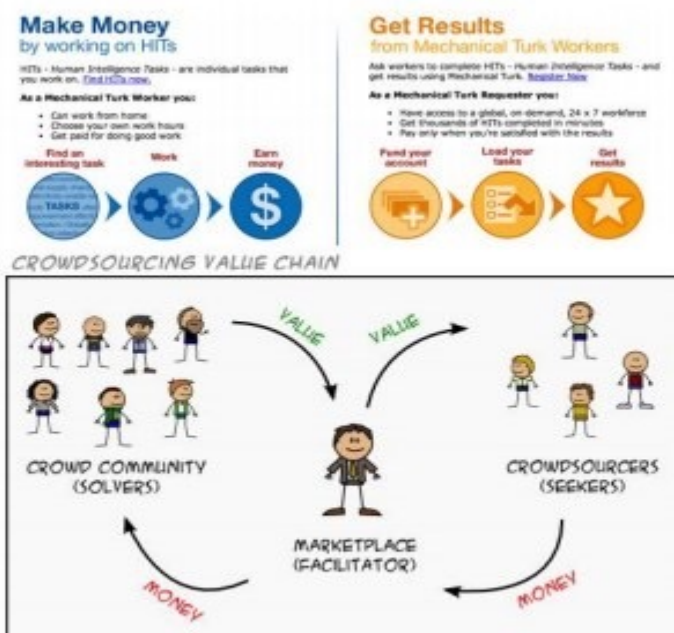 Make Money
by working on HITs
HITs - Human Intelligence Tasks - are individual tasks that
you work on. Find HITs now.
As a Mechanical Turk Worker you:
• Can work from home
• Choose your own work hours
• Get paid for doing good work
Find an
interesting task
Work
Earn
money
TASKS
$
Get Results
from Mechanical Turk Workers
Ask workers to complete HITs - Human Intelligence Tasks - and
get results using Mechanical Turk. Register Now
As a Mechanical Turk Requester you:
• Have access to a global, on-demand, 24 x 7 workforce
• Get thousands of HITs completed in minutes
• Pay only when you're satisfied with the results
Fund your
account
Load your
tasks
Get
results
CROWDSOURCING VALUE CHAIN
VALUE
VALUE
CROWD COMMUNITY
(SOLVERS)
CROWDSOURCERS
(SEEKERS)
MARKETPLACE
(FACILITATOR)
MONEY
MONEY